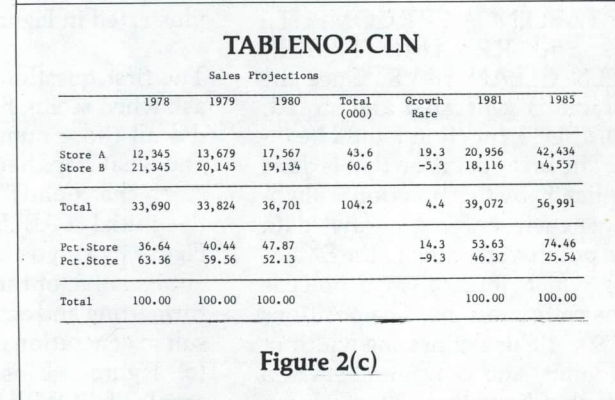 TABLENO2.CLN
Sales Projections
1978 1979 1980 Total (000) Growth Rate 1981 1985
Store A 12,345 13,679 17,567 43.6 19.3 20,956 42,434
Store B 21,345 20,145 19,134 60.6 -5.3 18,116 14,557
Total 33,690 33,824 36,701 104.2 4.4 39,072 56,991
Pct.Store 36.64 40.44 47.87 14.3 53.63 74.46
Pct.Store 63.36 59.56 52.13 -9.3 46.37 25.54
Total 100.00 100.00 100.00 100.00 100.00
Figure 2(c)